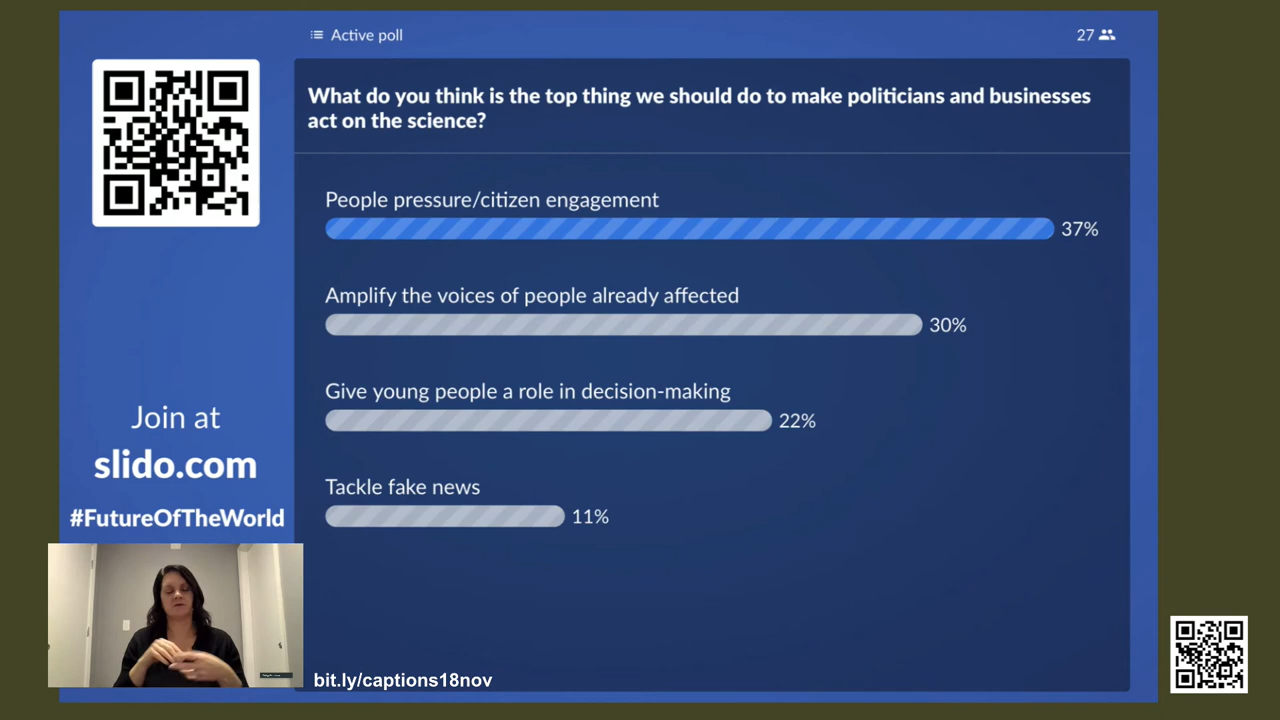 Active poll
27
What do you think is the top thing we should do to make politicians and businesses
act on the science?
People pressure/citizen engagement
37%
Amplify the voices of people already affected
30%
Give young people a role in decision-making
22%
Tackle fake news
11%
Join at
slido.com
#FutureOfTheWorld
bit.ly/captions18nov